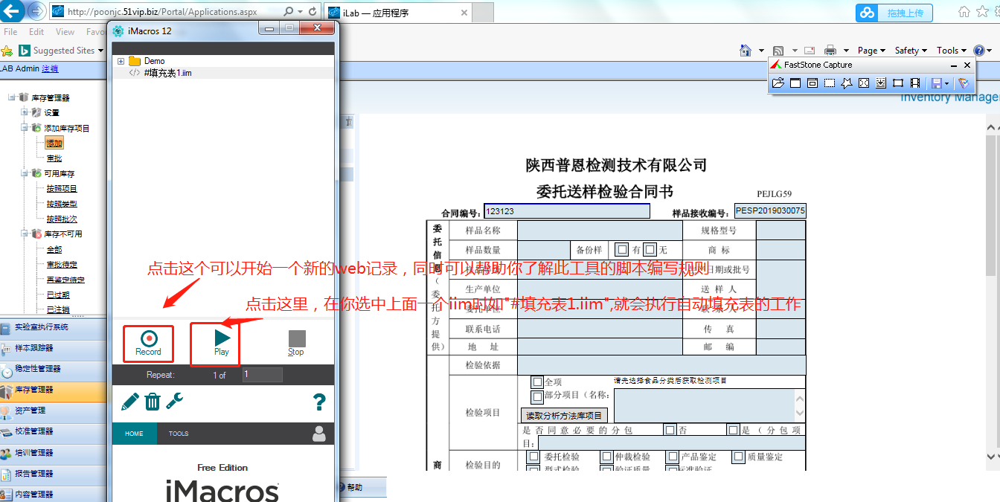 http://poonjc.51vip.biz/Portal/Applications.aspx
iLab — 应用程序
拖拽上传
File Edit View Favo
iMacros 12
Suggested Sites
Page Safety Tools
FastStone Capture
LAB Admin 注销
Inventory Manage
Demo
#填充表1.iim
库存管理器
设置
添加库存项目
添加
审批
可用库存
按照项目
按照类型
按照批次
库存不可用
全部
审批待定
再鉴定待定
已过期
已注销
实验室执行系统
样本跟踪器
稳定性管理器
库存管理器
资产管理
校准管理器
培训管理器
报告管理器
内容管理器
点击这个可以开始一个新的web记录，同时可以帮助你了解此工具的脚本编写规则
点击这里，在你选中上面一个iim时如"#填充表1.iim",就会执行自动填充表的工作
Record Play Stop
Repeat: 1 of 1
HOME TOOLS
Free Edition
iMacros
帮助
陕西普恩检测技术有限公司
委托送样检验合同书
PEJLG59
合同编号: 123123 样品接收编号: PESP2019030075
委托信息（委托方提供）
样品名称 规格型号
样品数量 备份样 有 无 商 标
日期或批号
生产单位 送 样 人
委托单位 联 系 人
联系电话 传 真
地 址 邮 编
检验依据
检验项目
全项 请先选择食品分类后获取检测项目
部分项目（名称:
读取分析方法库项目
是否同意必要的分包 否 是（分包项
目:
商
检验目的
委托检验 仲裁检验 产品鉴定 质量鉴定
型式检验 验证质量